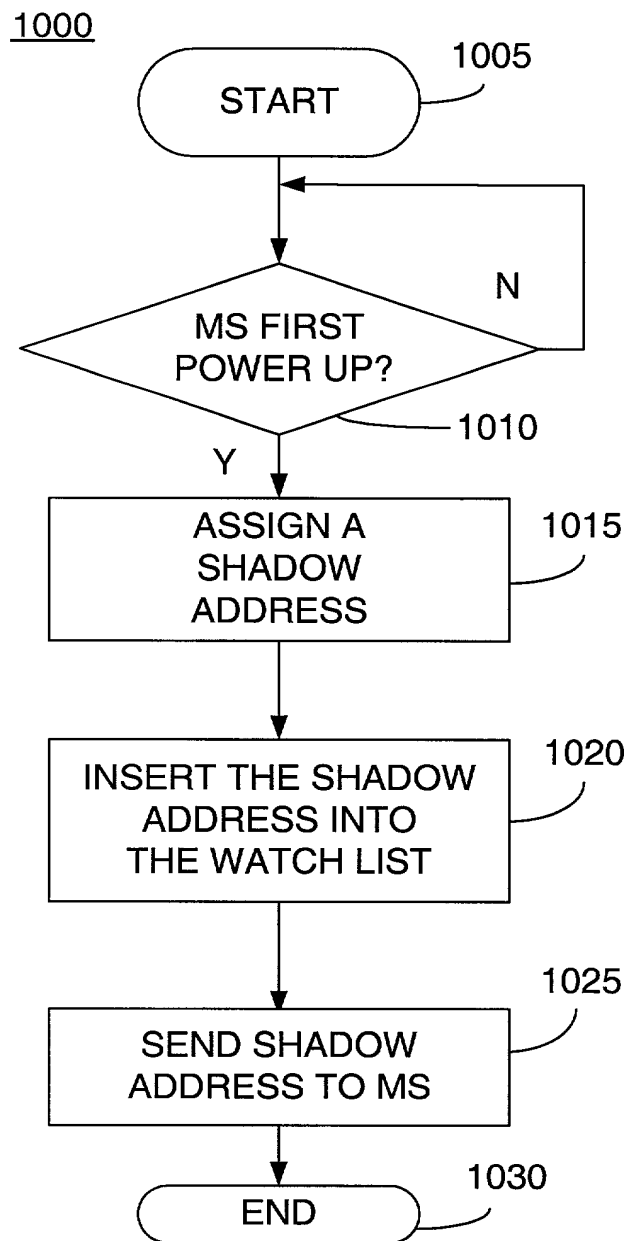 1000
START
1005
N
MS FIRST
POWER UP?
1010
Y
ASSIGN A
SHADOW
ADDRESS
1015
INSERT THE SHADOW
ADDRESS INTO
THE WATCH LIST
1020
SEND SHADOW
ADDRESS TO MS
1025
END
1030